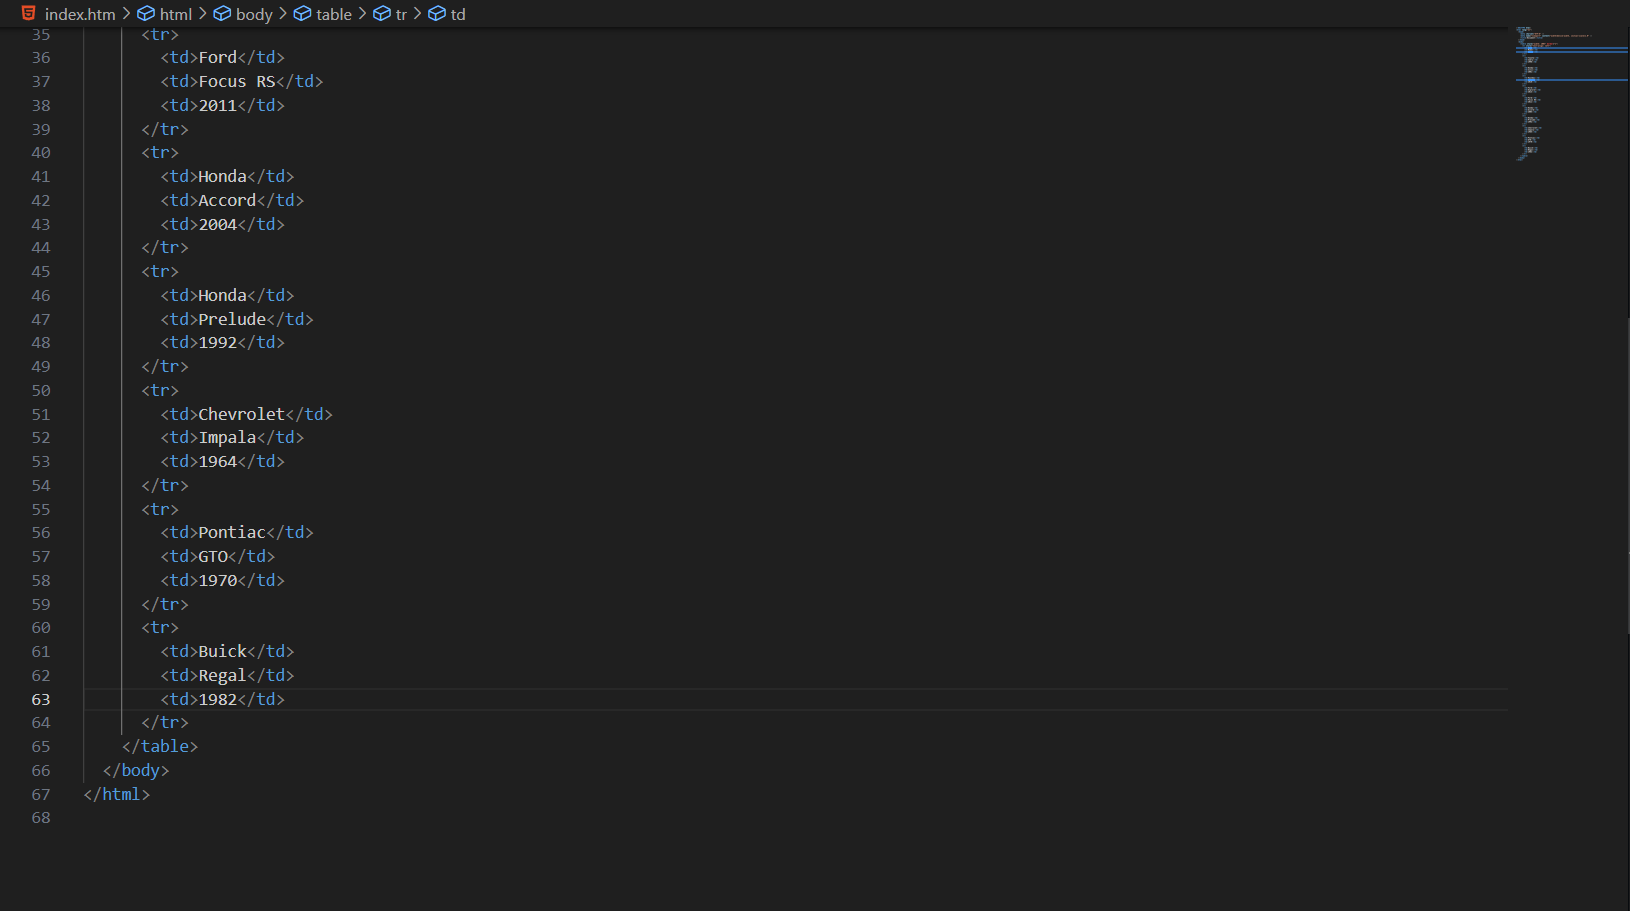 index.htm > html > body > table > tr > td
35 <tr>
36 <td>Ford</td>
37 <td>Focus RS</td>
38 <td>2011</td>
39 </tr>
40 <tr>
41 <td>Honda</td>
42 <td>Accord</td>
43 <td>2004</td>
44 </tr>
45 <tr>
46 <td>Honda</td>
47 <td>Prelude</td>
48 <td>1992</td>
49 </tr>
50 <tr>
51 <td>Chevrolet</td>
52 <td>Impala</td>
53 <td>1964</td>
54 </tr>
55 <tr>
56 <td>Pontiac</td>
57 <td>GTO</td>
58 <td>1970</td>
59 </tr>
60 <tr>
61 <td>Buick</td>
62 <td>Regal</td>
63 <td>1982</td>
64 </tr>
65 </table>
66 </body>
67 </html>
68